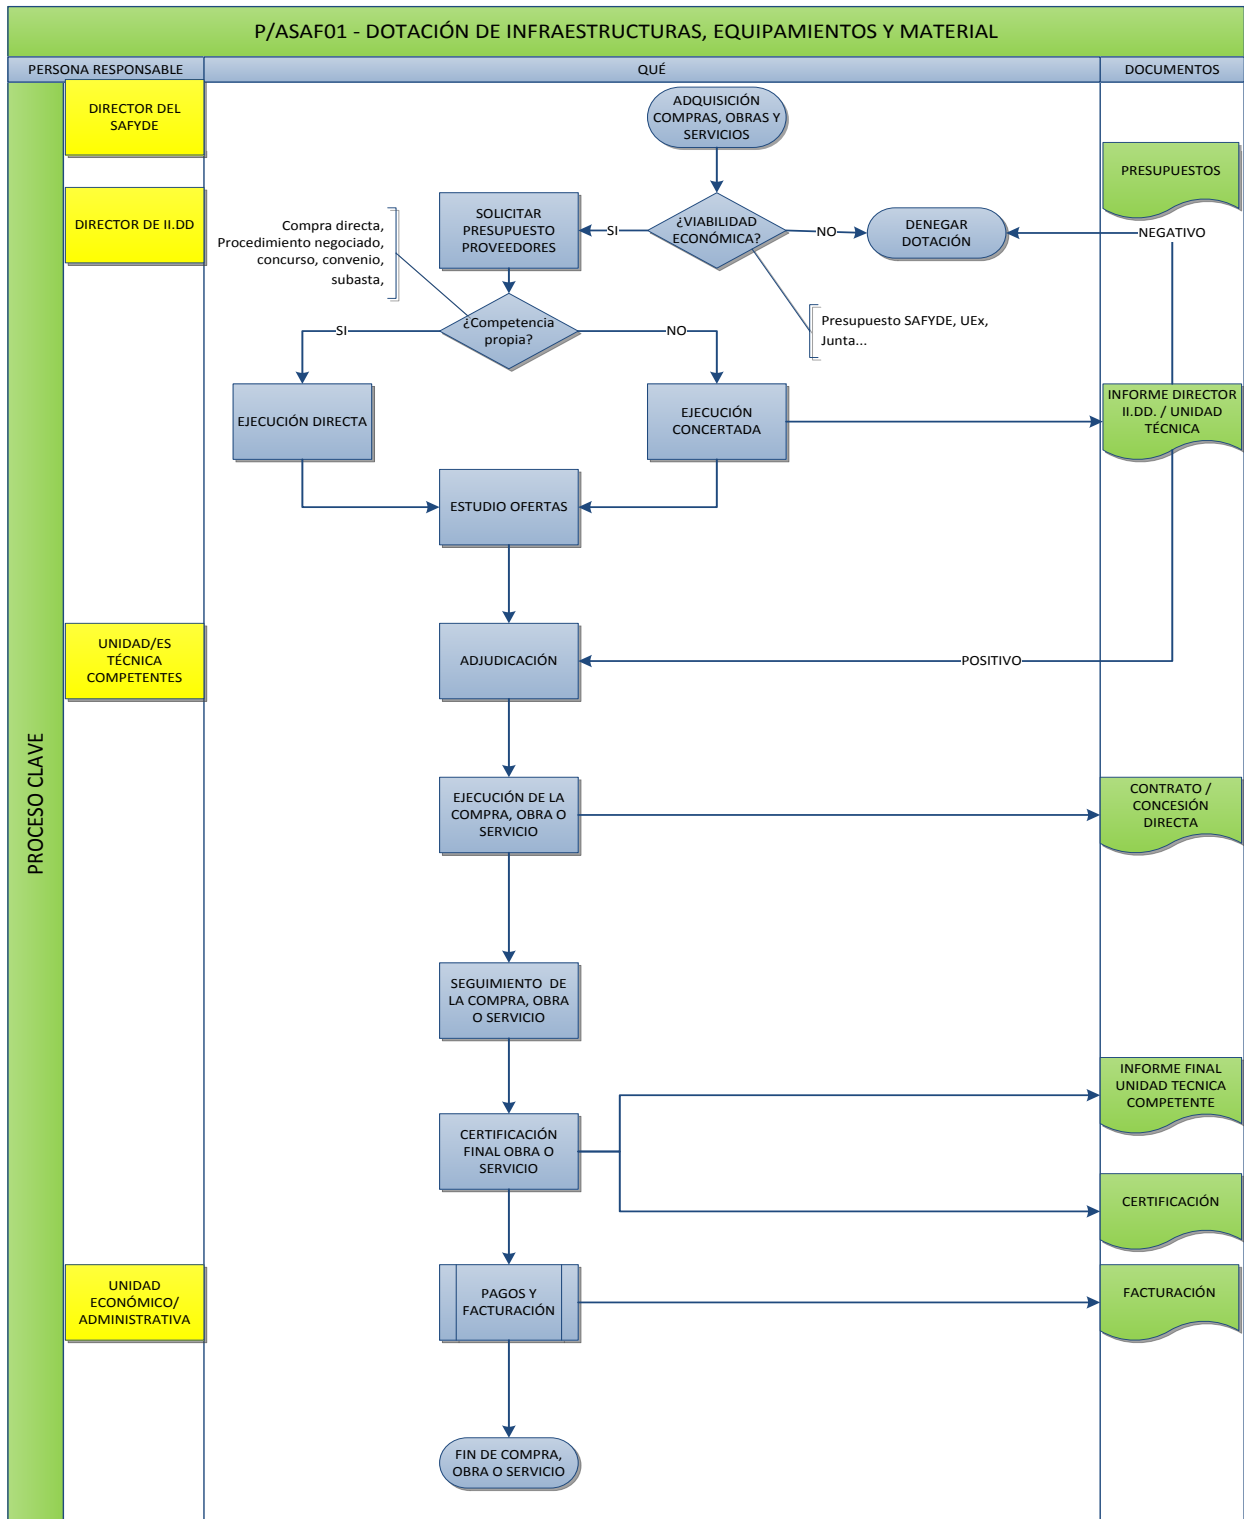 P/ASAF01 - DOTACIÓN DE INFRAESTRUCTURAS, EQUIPAMIENTOS Y MATERIAL
PERSONA RESPONSABLE
QUÉ
DOCUMENTOS
PROCESO CLAVE
DIRECTOR DEL
SAFYDE
ADQUISICIÓN
COMPRAS, OBRAS Y
SERVICIOS
PRESUPUESTOS
DIRECTOR DE II.DD
Compra directa,
Procedimiento negociado,
concurso, convenio,
subasta,
SOLICITAR
PRESUPUESTO
PROVEEDORES
SI
¿VIABILIDAD
ECONÓMICA?
NO
DENEGAR
DOTACIÓN
NEGATIVO
Presupuesto SAFYDE, UEx,
Junta...
SI
¿Competencia
propia?
NO
EJECUCIÓN DIRECTA
EJECUCIÓN
CONCERTADA
INFORME DIRECTOR
II.DD. / UNIDAD
TÉCNICA
ESTUDIO OFERTAS
UNIDAD/ES
TÉCNICA
COMPETENTES
ADJUDICACIÓN
POSITIVO
EJECUCIÓN DE LA
COMPRA, OBRA O
SERVICIO
CONTRATO /
CONCESIÓN
DIRECTA
SEGUIMIENTO DE
LA COMPRA, OBRA
O SERVICIO
INFORME FINAL
UNIDAD TECNICA
COMPETENTE
CERTIFICACIÓN
FINAL OBRA O
SERVICIO
CERTIFICACIÓN
UNIDAD
ECONÓMICO/
ADMINISTRATIVA
PAGOS Y
FACTURACIÓN
FACTURACIÓN
FIN DE COMPRA,
OBRA O SERVICIO